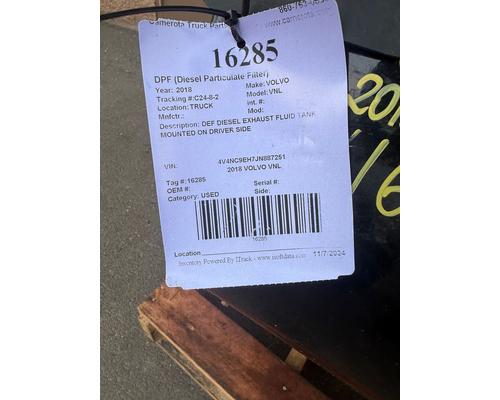 Camerota Truck Parts
www.camerota.
16285
DPF (Diesel Particulate Filter)
Year: 2018 Make: VOLVO
Tracking #:C24-8-2 Model: VNL
Location: TRUCK Int. #:
Mnfctr.: Mod:
Description: DEF DIESEL EXHAUST FLUID TANK
MOUNTED ON DRIVER SIDE
VIN: 4V4NC9EH7JN887251
2018 VOLVO VNL
Tag #: 16285 Serial #:
OEM #: Side:
Category: USED
16285
Location
Inventory Powered By ITrack - www.isoftdata.com 11/7/2024
201
16